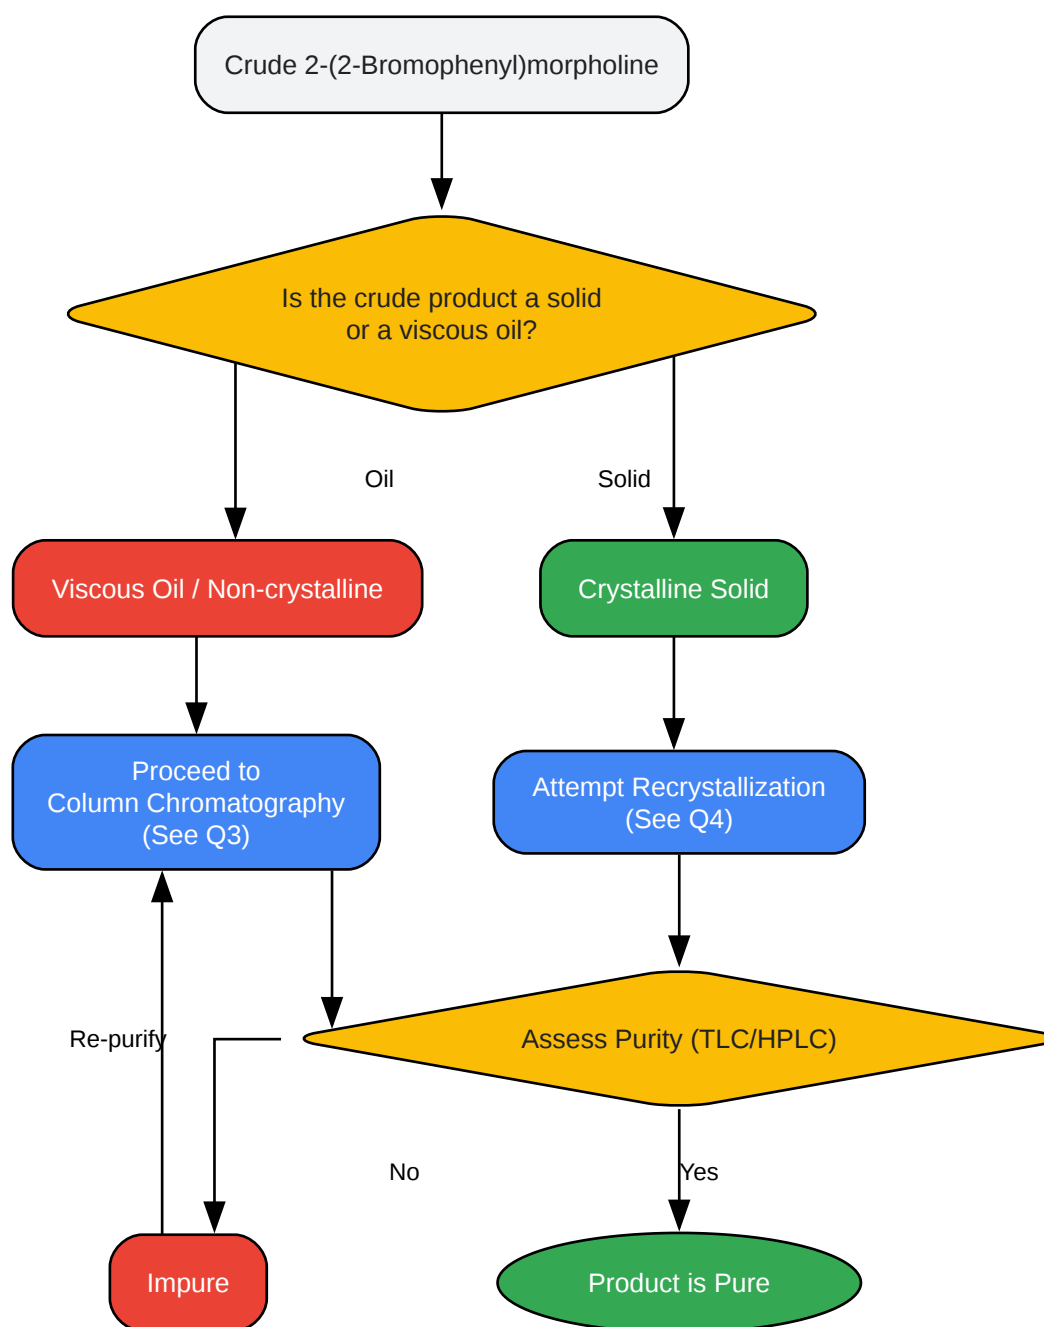 Crude 2-(2-Bromophenyl)morpholine
Is the crude product a solid
or a viscous oil?
Oil
Solid
Viscous Oil / Non-crystalline
Crystalline Solid
Proceed to
Column Chromatography
(See Q3)
Attempt Recrystallization
(See Q4)
Re-purify
Assess Purity (TLC/HPLC)
No
Yes
Impure
Product is Pure